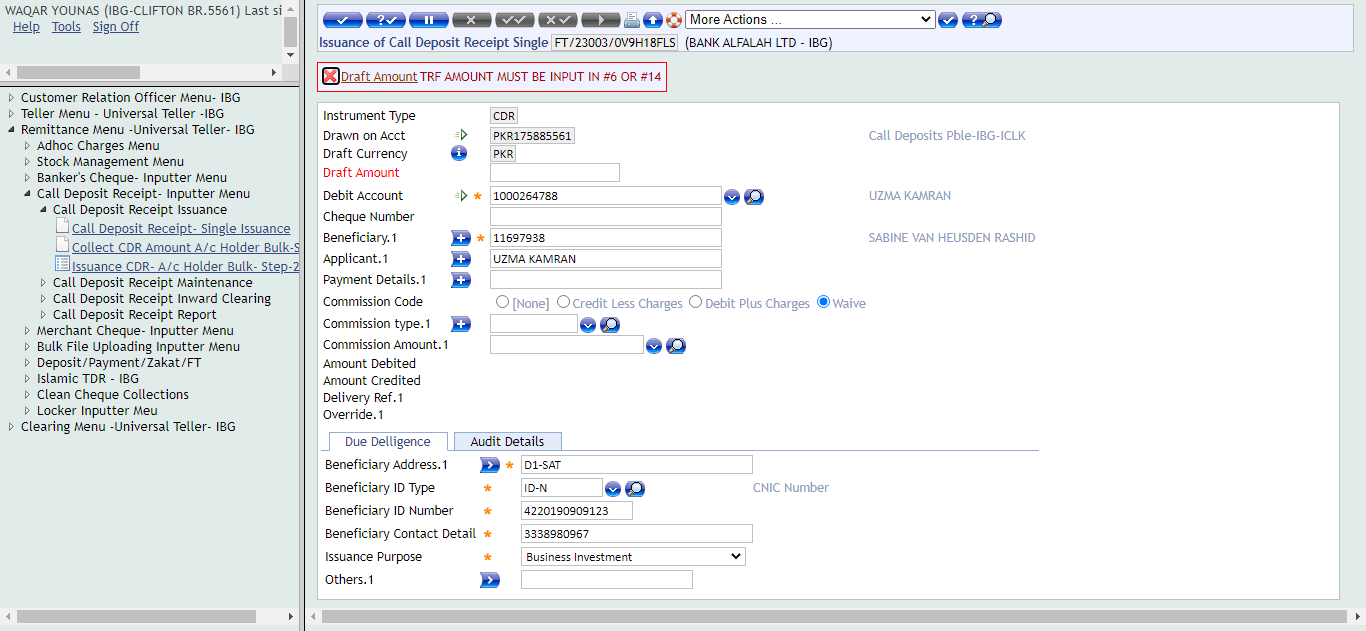 WAQAR YOUNAS (IBG-CLIFTON BR.5561) Last si
Help Tools Sign Off
Customer Relation Officer Menu- IBG
Teller Menu - Universal Teller -IBG
Remittance Menu -Universal Teller- IBG
Adhoc Charges Menu
Stock Management Menu
Banker's Cheque- Inputter Menu
Call Deposit Receipt- Inputter Menu
Call Deposit Receipt Issuance
Call Deposit Receipt- Single Issuance
Collect CDR Amount A/c Holder Bulk-S
Issuance CDR- A/c Holder Bulk- Step-2
Call Deposit Receipt Maintenance
Call Deposit Receipt Inward Clearing
Call Deposit Receipt Report
Merchant Cheque- Inputter Menu
Bulk File Uploading Inputter Menu
Deposit/Payment/Zakat/FT
Islamic TDR - IBG
Clean Cheque Collections
Locker Inputter Meu
Clearing Menu -Universal Teller- IBG
More Actions ...
Issuance of Call Deposit Receipt Single FT/23003/0V9H18FLS (BANK ALFALAH LTD - IBG)
Draft Amount TRF AMOUNT MUST BE INPUT IN #6 OR #14
Instrument Type CDR
Drawn on Acct PKR175885561 Call Deposits Pble-IBG-ICLK
Draft Currency PKR
Draft Amount
Debit Account * 1000264788 UZMA KAMRAN
Cheque Number
Beneficiary.1 * 11697938 SABINE VAN HEUSDEN RASHID
Applicant.1 UZMA KAMRAN
Payment Details.1
Commission Code [None] Credit Less Charges Debit Plus Charges Waive
Commission type.1
Commission Amount.1
Amount Debited
Amount Credited
Delivery Ref.1
Override.1
Due Delligence Audit Details
Beneficiary Address.1 * D1-SAT
Beneficiary ID Type * ID-N CNIC Number
Beneficiary ID Number * 4220190909123
Beneficiary Contact Detail * 3338980967
Issuance Purpose * Business Investment
Others.1